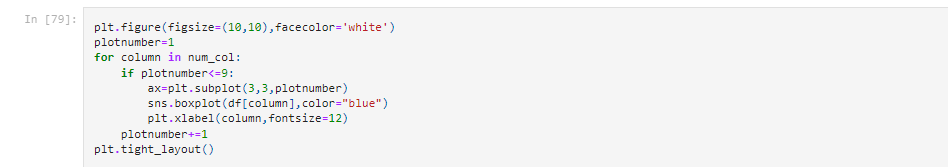 In [79]:
plt.figure(figsize=(10,10),facecolor='white')
plotnumber=1
for column in num_col:
    if plotnumber<=9:
        ax=plt.subplot(3,3,plotnumber)
        sns.boxplot(df[column],color="blue")
        plt.xlabel(column,fontsize=12)
    plotnumber+=1
plt.tight_layout()